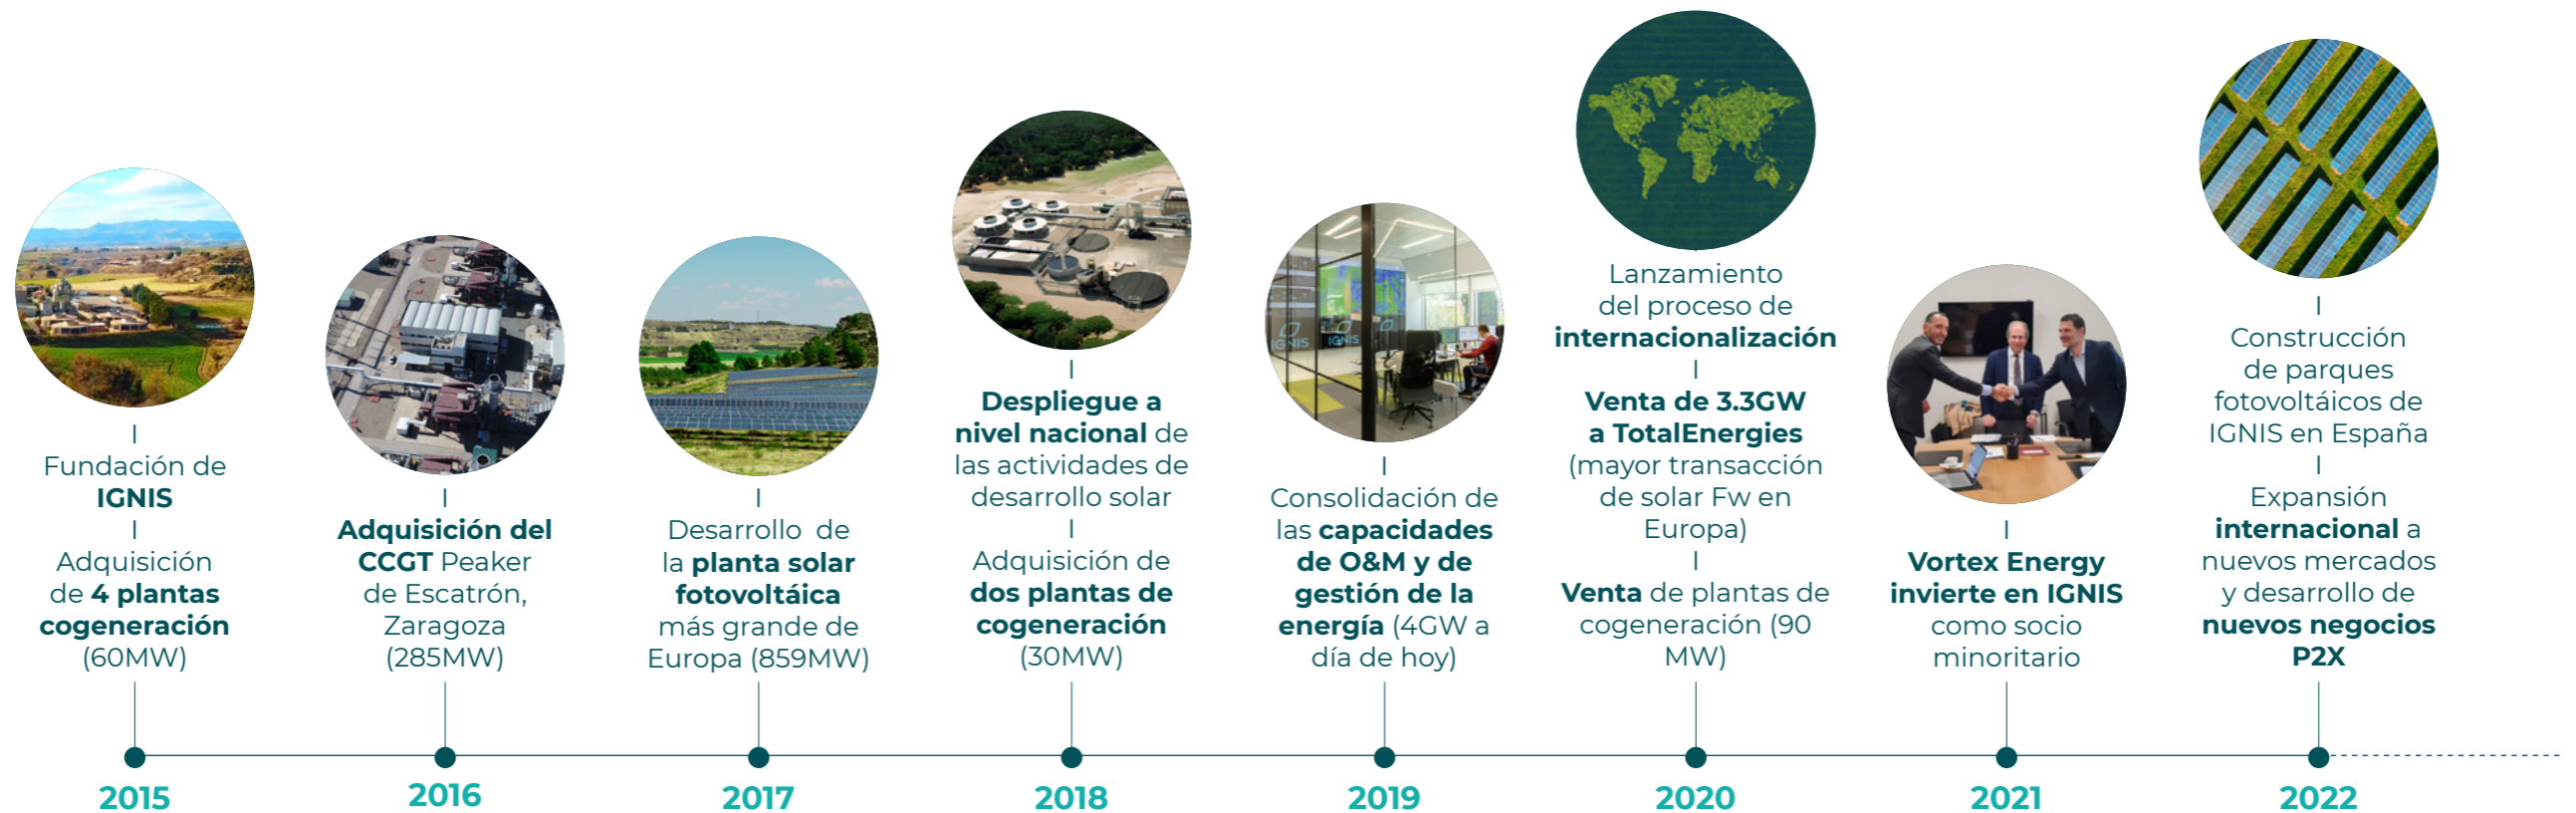 Fundación de
IGNIS
Adquisición
de 4 plantas
cogeneración
(60MW)
2015
Adquisición del
CCGT Peaker
de Escatrón,
Zaragoza
(285MW)
2016
Desarrollo de
la planta solar
fotovoltáica
más grande de
Europa (859MW)
2017
Despliegue a
nivel nacional de
las actividades de
desarrollo solar
Adquisición de
dos plantas de
cogeneración
(30MW)
2018
IGNIS
IGNIS
Consolidación de
las capacidades
de O&M y de
gestión de la
energía (4GW a
día de hoy)
2019
Lanzamiento
del proceso de
internacionalización
Venta de 3.3GW
a TotalEnergies
(mayor transacción
de solar Fw en
Europa)
Venta de plantas de
cogeneración (90
MW)
2020
Vortex Energy
invierte en IGNIS
como socio
minoritario
2021
Construcción
de parques
fotovoltáicos de
IGNIS en España
Expansión
internacional a
nuevos mercados
y desarrollo de
nuevos negocios
P2X
2022